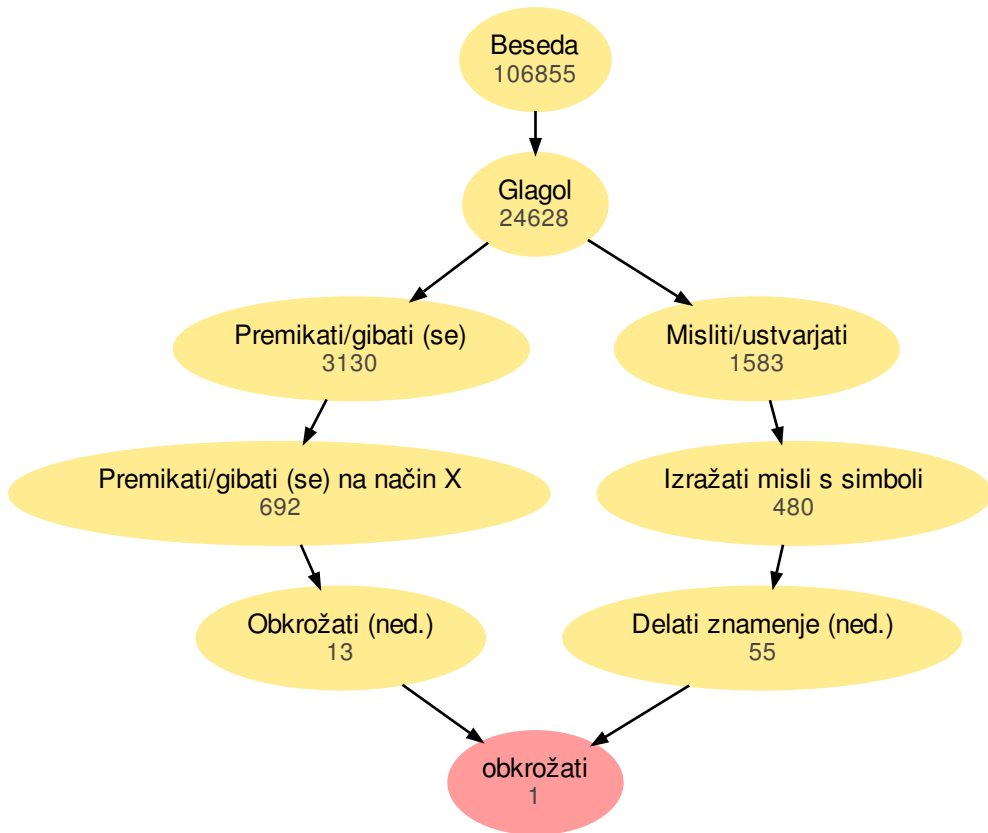 Beseda
106855
Glagol
24628
Premikati/gibati (se)
3130
Misliti/ustvarjati
1583
Premikati/gibati (se) na način X
692
Izražati misli s simboli
480
Obkrožati (ned.)
13
Delati znamenje (ned.)
55
obkrožati
1